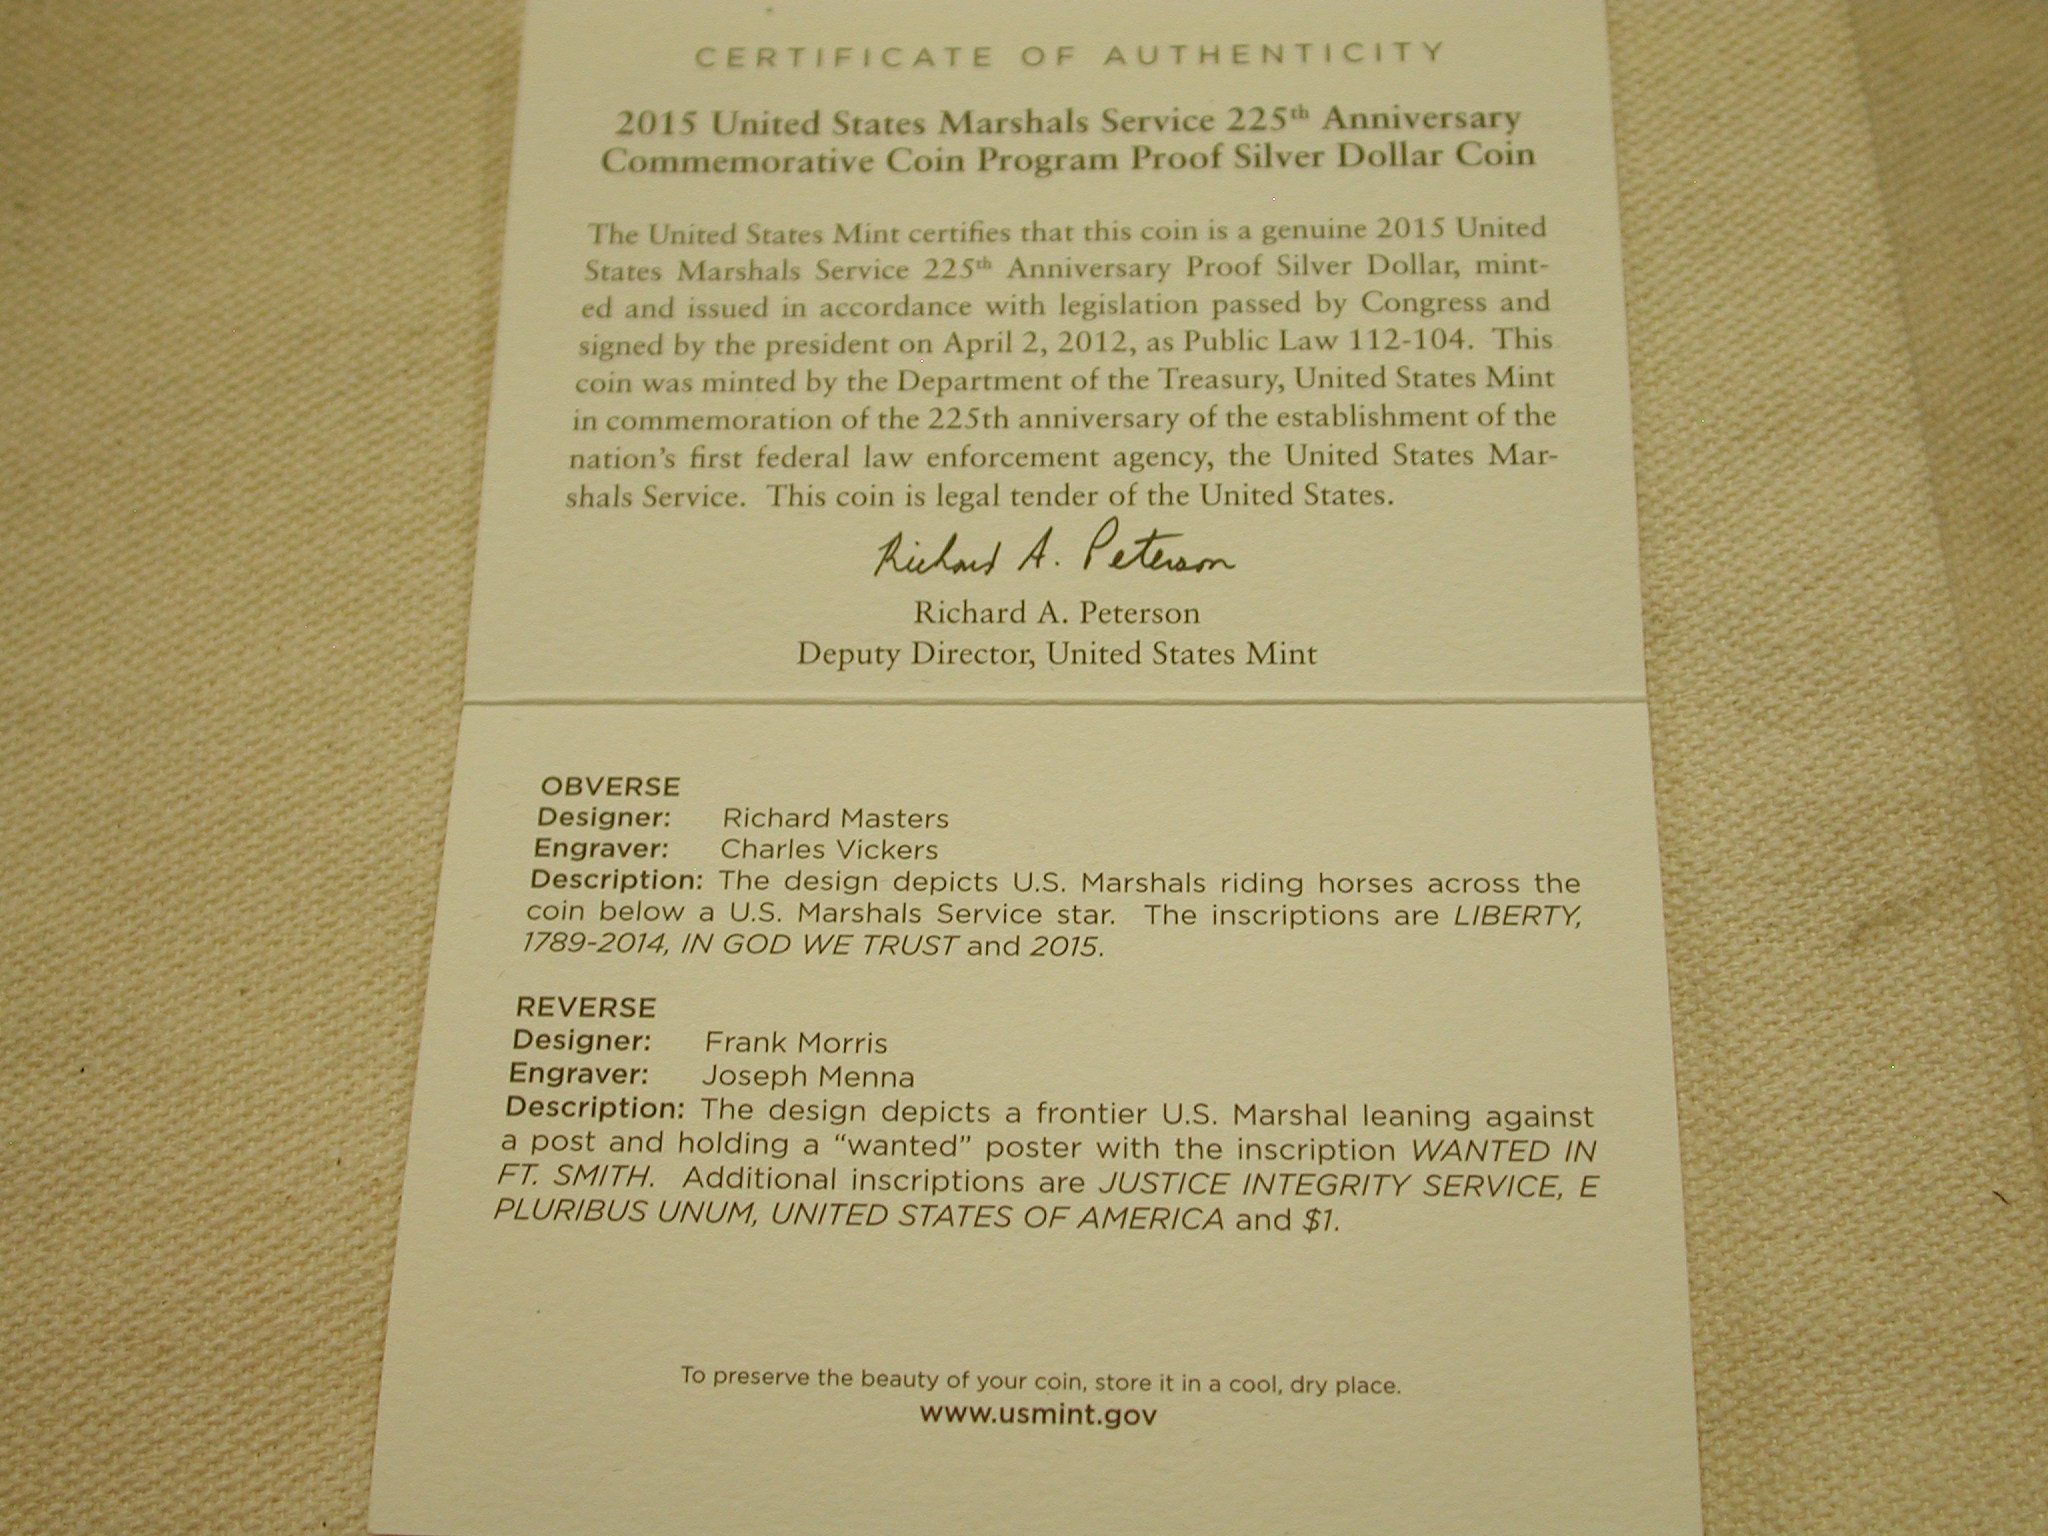 CERTIFICATE OF AUTHENTICITY
2015 United States Marshals Service 225th Anniversary
Commemorative Coin Program Proof Silver Dollar Coin
The United States Mint certifies that this coin is a genuine 2015 United
States Marshals Service 225th Anniversary Proof Silver Dollar, mint-
ed and issued in accordance with legislation passed by Congress and
signed by the president on April 2, 2012, as Public Law 112-104. This
coin was minted by the Department of the Treasury, United States Mint
in commemoration of the 225th anniversary of the establishment of the
nation's first federal law enforcement agency, the United States Mar-
shals Service. This coin is legal tender of the United States.
Richard A. Peterson
Richard A. Peterson
Deputy Director, United States Mint
OBVERSE
Designer: Richard Masters
Engraver: Charles Vickers
Description: The design depicts U.S. Marshals riding horses across the
coin below a U.S. Marshals Service star. The inscriptions are LIBERTY,
1789-2014, IN GOD WE TRUST and 2015.
REVERSE
Designer: Frank Morris
Engraver: Joseph Menna
Description: The design depicts a frontier U.S. Marshal leaning against
a post and holding a “wanted” poster with the inscription WANTED IN
FT. SMITH. Additional inscriptions are JUSTICE INTEGRITY SERVICE, E
PLURIBUS UNUM, UNITED STATES OF AMERICA and $1.
To preserve the beauty of your coin, store it in a cool, dry place.
www.usmint.gov